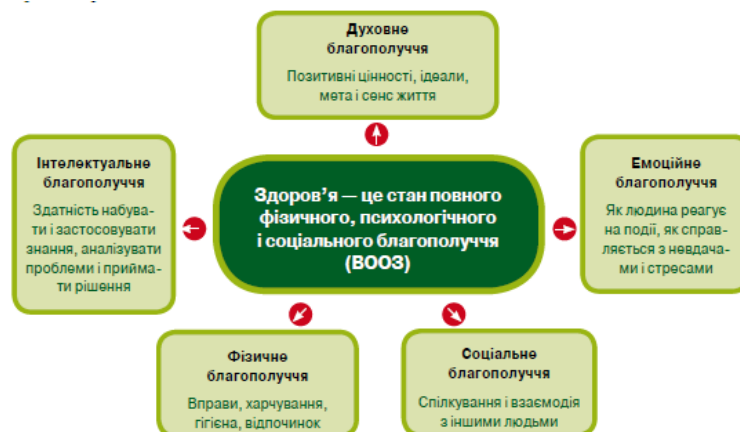 Духовне
благополуччя
Позитивні цінності, ідеали,
мета і сенс життя
Інтелектуальне
благополуччя
Здатність набува-
ти і застосовувати
знання, аналізувати
проблеми і прийма-
ти рішення
Здоров’я — це стан повного
фізичного, психологічного
і соціального благополуччя
(ВООЗ)
Емоційне
благополуччя
Як людина реагує
на події, як справ-
ляється з невдача-
ми і стресами
Фізичне
благополуччя
Вправи, харчування,
гігієна, відпочинок
Соціальне
благополуччя
Спілкування і взаємодія
з іншими людьми